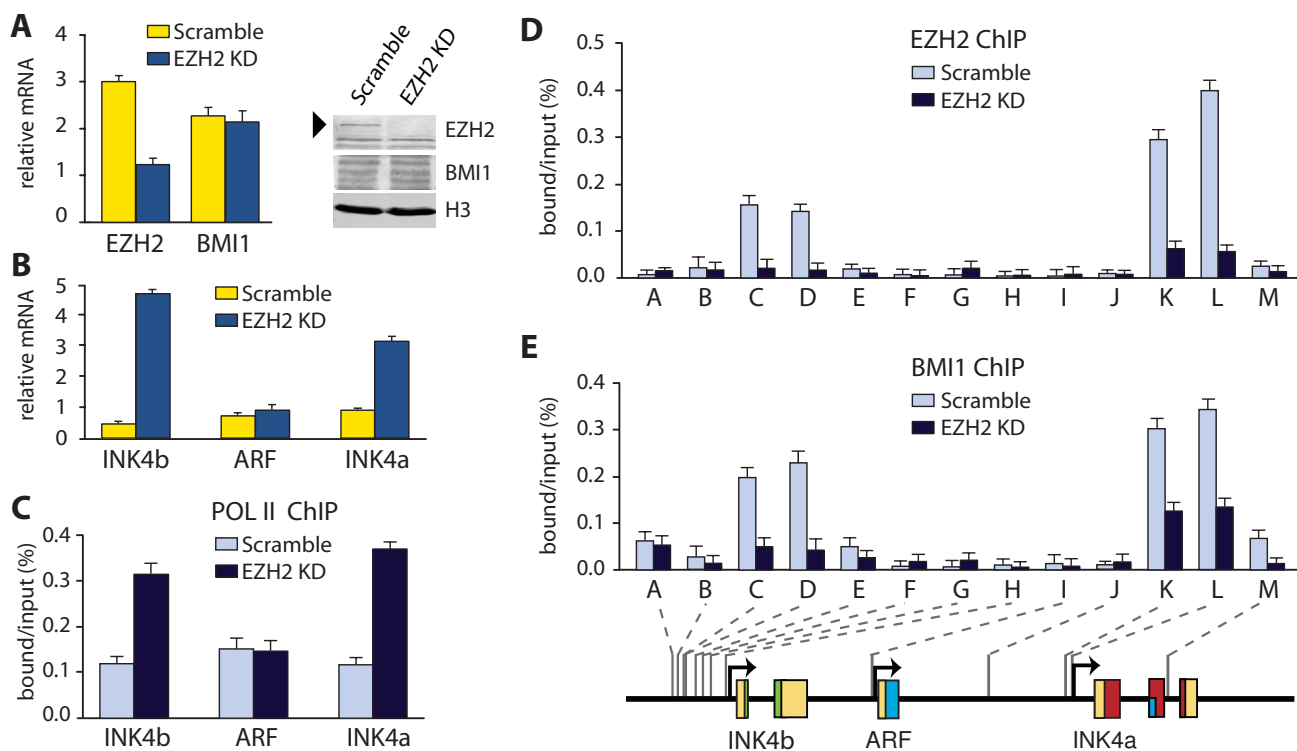 A
Scramble
EZH2 KD
relative mRNA
4
3
2
1
0
EZH2 BMI1
Scramble
EZH2 KD
EZH2
BMI1
H3
B
Scramble
EZH2 KD
relative mRNA
5
5
4
3
2
1
0
INK4b ARF INK4a
C
POL II ChIP
Scramble
EZH2 KD
bound/input (%)
0.4
0.3
0.2
0.1
0.0
INK4b ARF INK4a
D
EZH2 ChIP
Scramble
EZH2 KD
bound/input (%)
0.5
0.4
0.3
0.2
0.1
0.0
A B C D E F G H I J K L M
E
BMI1 ChIP
Scramble
EZH2 KD
bound/input (%)
0.4
0.3
0.2
0.1
0.0
A B C D E F G H I J K L M
INK4b ARF INK4a